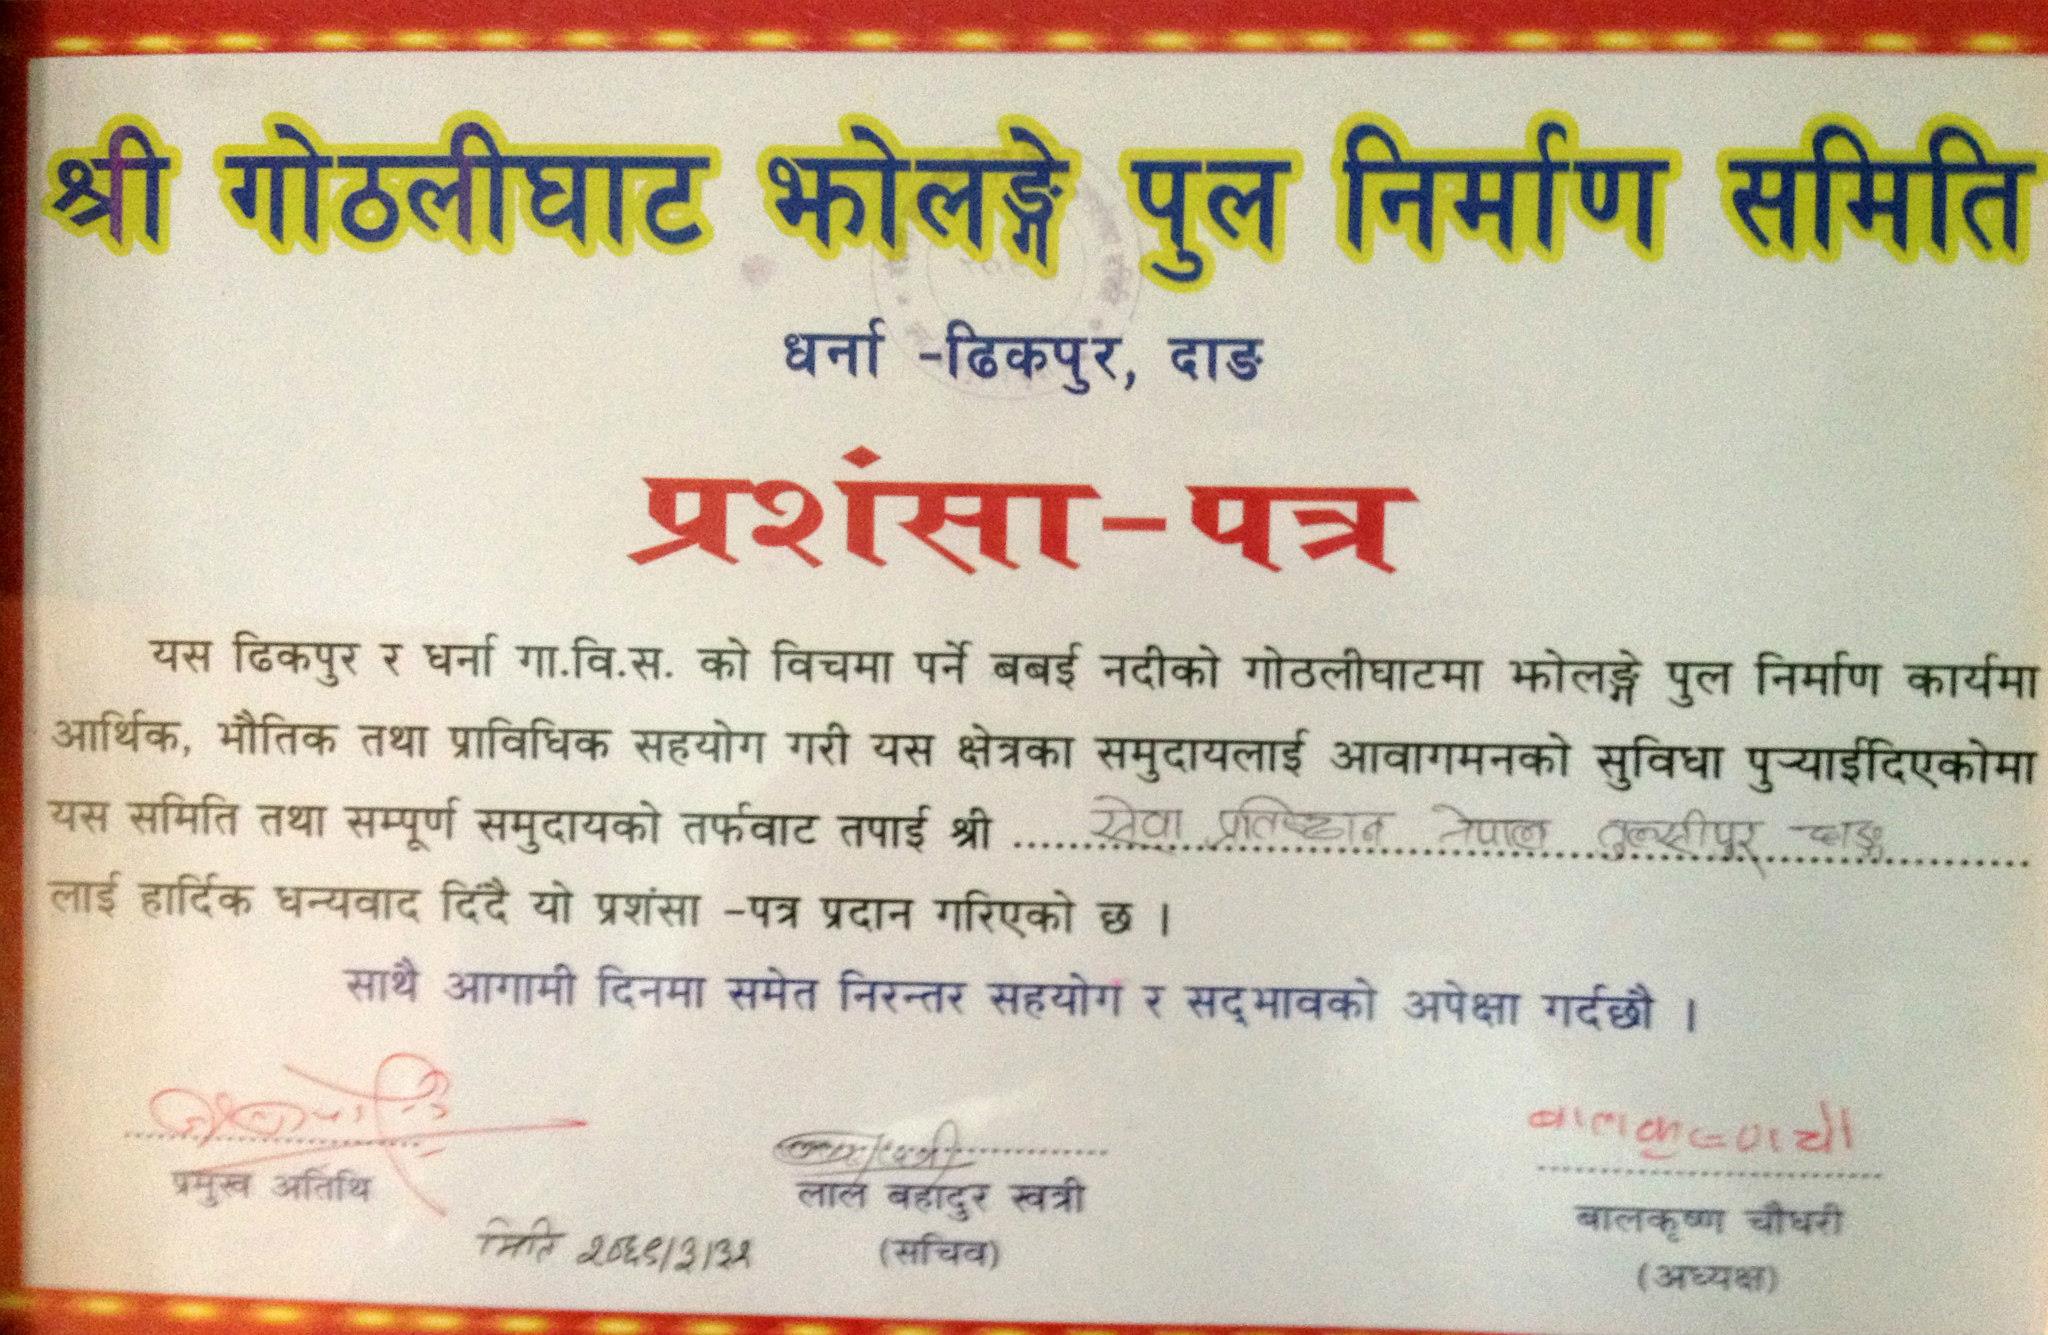 श्री गोठलीघाट झोलङ्गे पुल निर्माण समिति
धर्ना -ढिकपुर, दाङ
प्रशंसा-पत्र
यस ढिकपुर र धर्ना गा.वि.स. को विचमा पर्ने बबई नदीको गोठलीघाटमा झोलङ्गे पुल निर्माण कार्यमा
आर्थिक, भौतिक तथा प्राविधिक सहयोग गरी यस क्षेत्रका समुदायलाई आवागमनको सुविधा पुर्‍याईदिएकोमा
यस समिति तथा सम्पूर्ण समुदायको तर्फवाट तपाई श्री सेवा प्रतिष्ठान नेपाल तुल्सीपुर दाङ
लाई हार्दिक धन्यवाद दिंदै यो प्रशंसा -पत्र प्रदान गरिएको छ ।
साथै आगामी दिनमा समेत निरन्तर सहयोग र सद्‌भावको अपेक्षा गर्दछौ ।
प्रमुख अतिथि
लाल बहादुर खत्री
(सचिव)
मिति २०६९/३/३१
बालकृष्ण चौधरी
(अध्यक्ष)